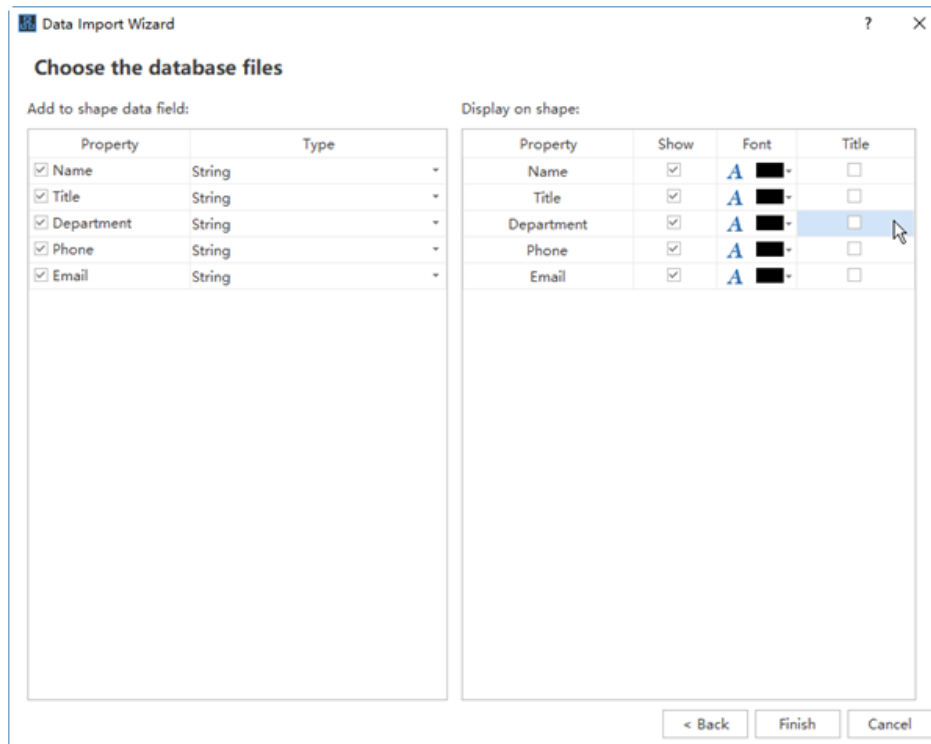 Data Import Wizard ?
Choose the database files
Add to shape data field:
Property Type
Name String
Title String
Department String
Phone String
Email String
Display on shape:
Property Show Font Title
Name A
Title A
Department A
Phone A
Email A
< Back Finish Cancel